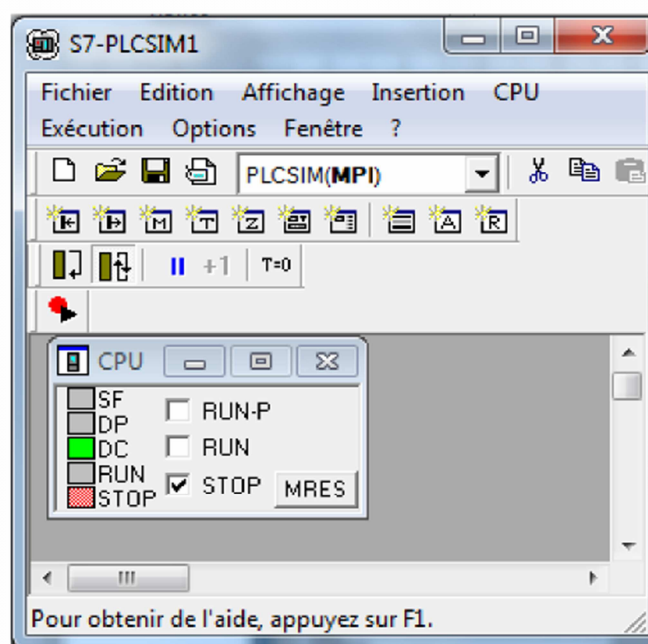 S7-PLCSIM1
Fichier Edition Affichage Insertion CPU
Exécution Options Fenêtre ?
PLCSIM(MPI)
M T Z A R
+1 T=0
CPU
SF
DP
DC
RUN
STOP
RUN-P
RUN
STOP
MRES
Pour obtenir de l'aide, appuyez sur F1.